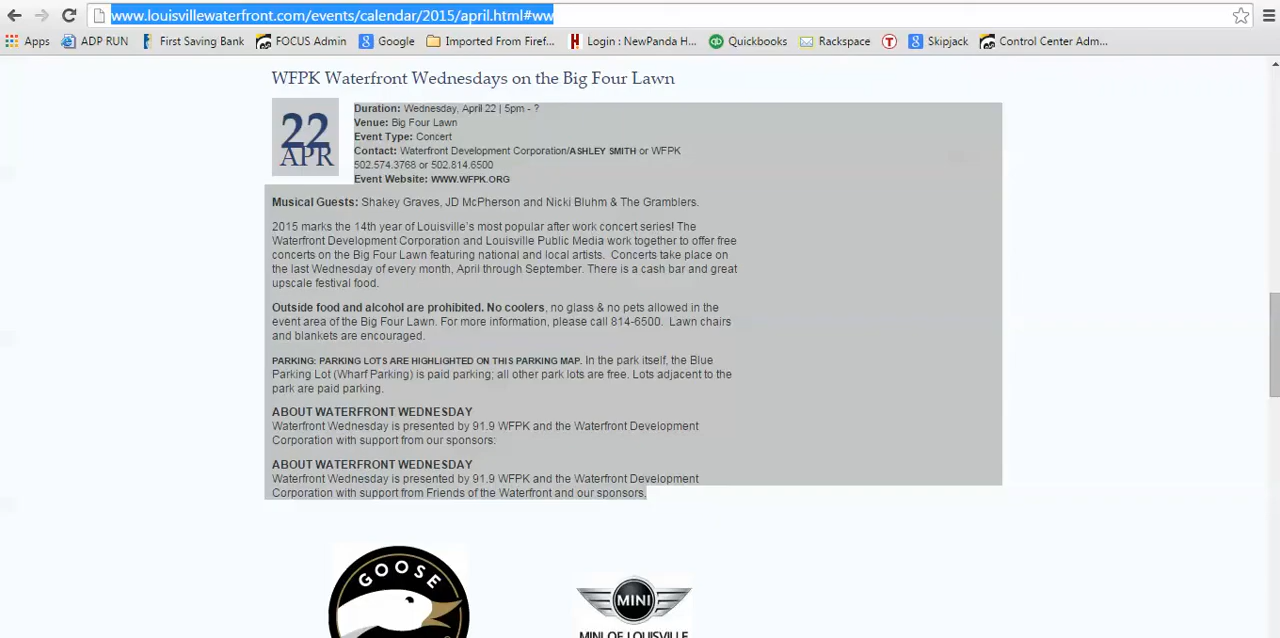 www.louisvillewaterfront.com/events/calendar/2015/april.html#ww
Apps ADP RUN First Saving Bank FOCUS Admin Google Imported From Firef... Login : NewPanda H... Quickbooks Rackspace Skipjack Control Center Adm...
WFPK Waterfront Wednesdays on the Big Four Lawn
22
APR
Duration: Wednesday, April 22 | 5pm - ?
Venue: Big Four Lawn
Event Type: Concert
Contact: Waterfront Development Corporation/ASHLEY SMITH or WFPK
502.574.3768 or 502.814.6500
Event Website: WWW.WFPK.ORG
Musical Guests: Shakey Graves, JD McPherson and Nicki Bluhm & The Gramblers.
2015 marks the 14th year of Louisville's most popular after work concert series! The
Waterfront Development Corporation and Louisville Public Media work together to offer free
concerts on the Big Four Lawn featuring national and local artists. Concerts take place on
the last Wednesday of every month, April through September. There is a cash bar and great
upscale festival food.
Outside food and alcohol are prohibited. No coolers, no glass & no pets allowed in the
event area of the Big Four Lawn. For more information, please call 814-6500. Lawn chairs
and blankets are encouraged.
PARKING: PARKING LOTS ARE HIGHLIGHTED ON THIS PARKING MAP. In the park itself, the Blue
Parking Lot (Wharf Parking) is paid parking; all other park lots are free. Lots adjacent to the
park are paid parking.
ABOUT WATERFRONT WEDNESDAY
Waterfront Wednesday is presented by 91.9 WFPK and the Waterfront Development
Corporation with support from our sponsors:
ABOUT WATERFRONT WEDNESDAY
Waterfront Wednesday is presented by 91.9 WFPK and the Waterfront Development
Corporation with support from Friends of the Waterfront and our sponsors.
GOOSE
MINI
MINI OF LOUISVILLE